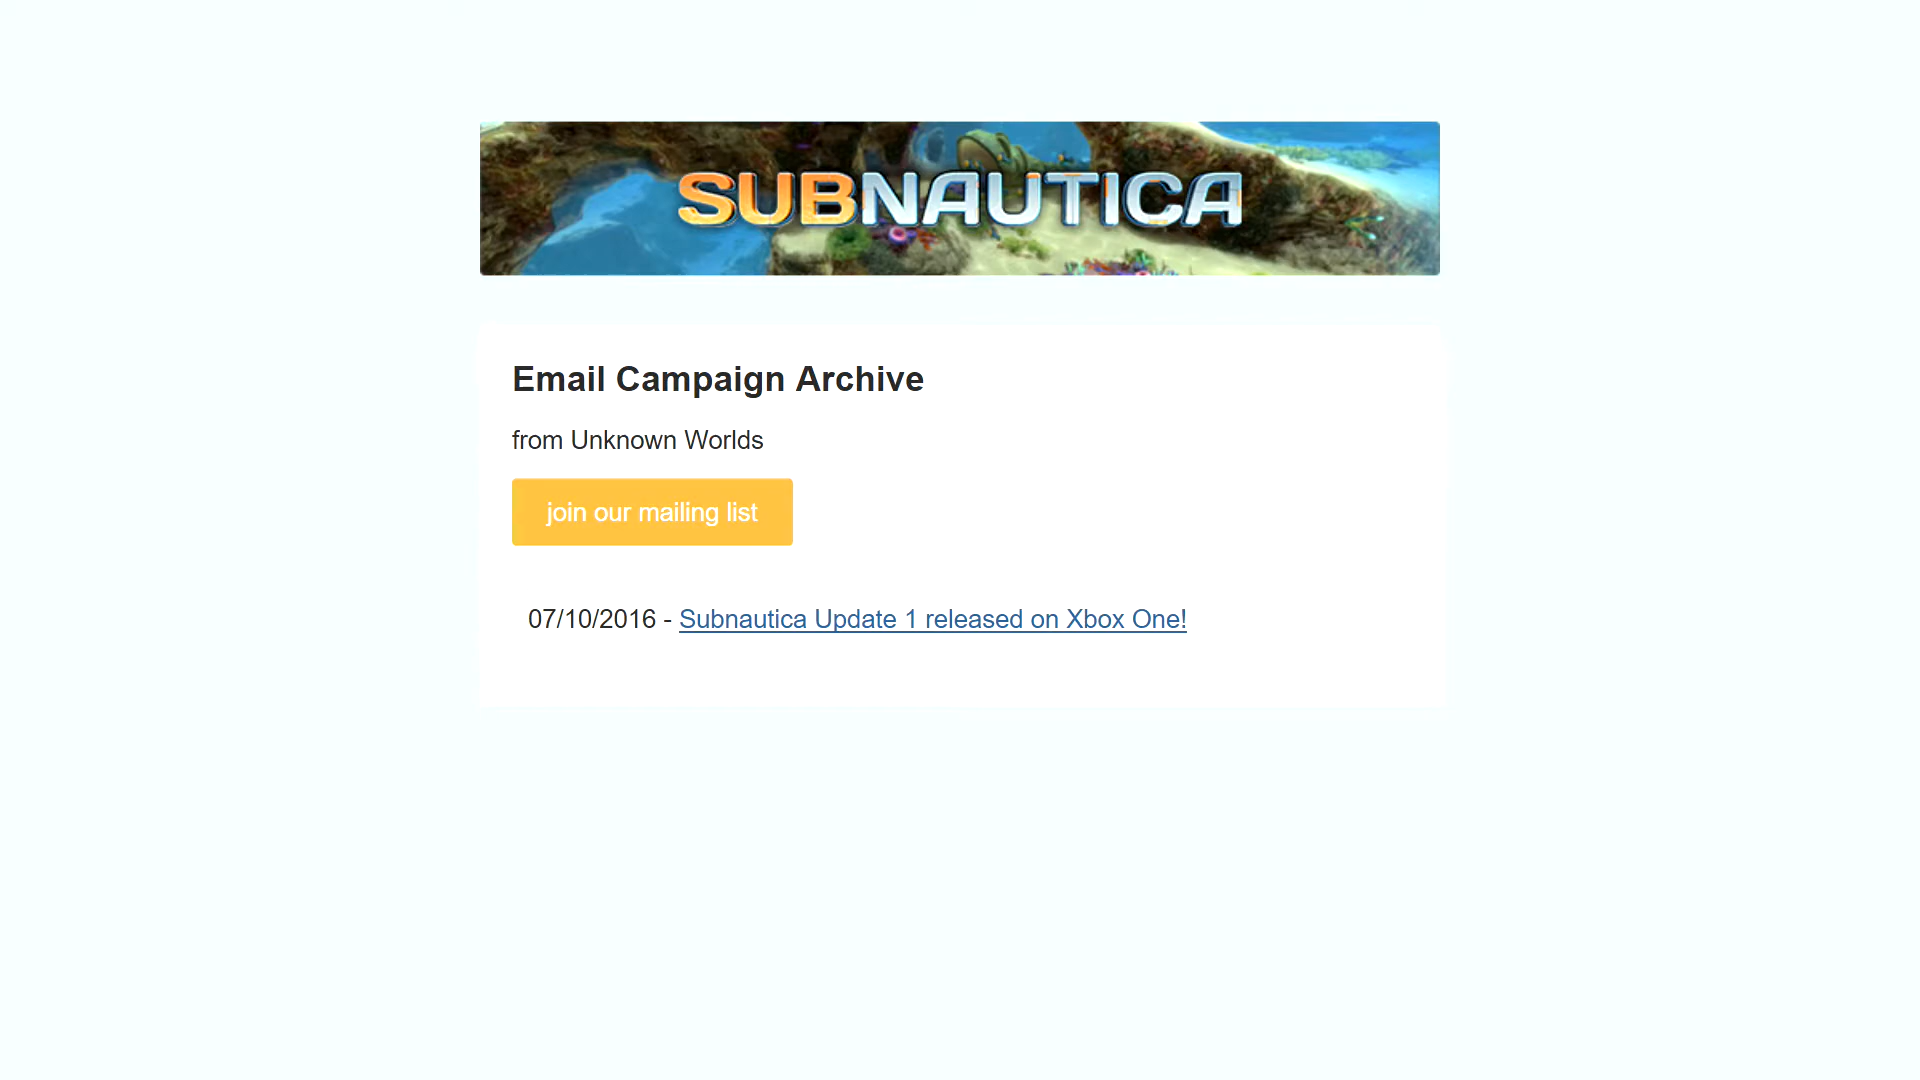 SUBNAUTICA
Email Campaign Archive
from Unknown Worlds
join our mailing list
07/10/2016 - Subnautica Update 1 released on Xbox One!